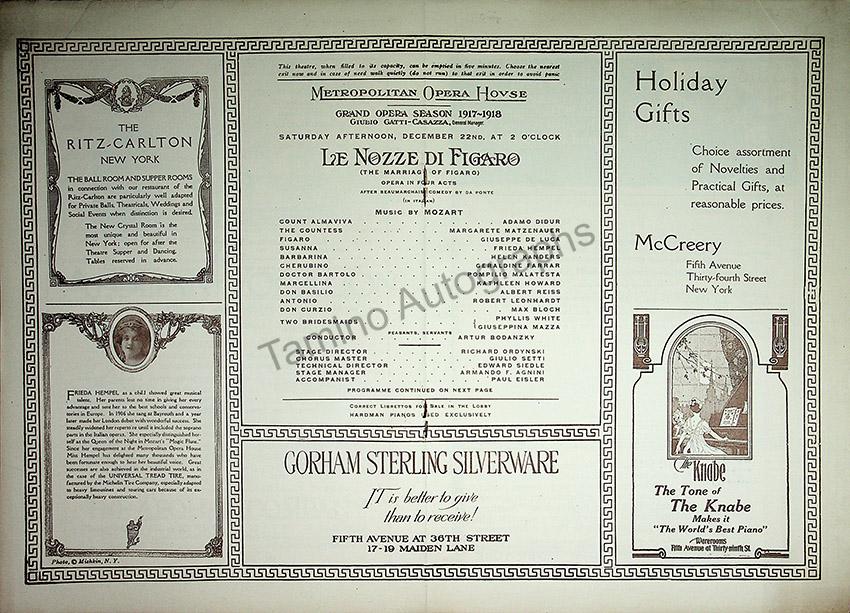 THE
RITZ-CARLTON
NEW YORK
THE BALL ROOM AND SUPPER ROOMS
in connection with our restaurant of the
Ritz-Carlton are particularly well adapted
for Private Balls, Theatricals, Weddings and
Social Events when distinction is desired.
The New Crystal Room is the
most unique and beautiful in
New York; open for after the
Theatre Supper and Dancing.
Tables reserved in advance.
FRIEDA HEMPEL as a child showed great musical
talent. Her parents lost no time in giving her every
advantage and sent her to the best schools and conserva-
tories in Europe. In 1906 she sang at Bayreuth and a year
later made her London debut with wonderful success. She
steadily widened her repertoire until it included the soprano
parts in the Italian operas. She especially distinguished her-
self as the Queen of the Night in Mozart's "Magic Flute."
Since her engagement at the Metropolitan Opera House
Miss Hempel has delighted many thousands who have
been fortunate enough to hear her beautiful voice. Great
successes are also achieved in the industrial world, as in
the case of the UNIVERSAL TREAD TIRE, manu-
factured by the Michelin Tire Company, especially adapted
to heavy limousines and touring cars because of its ex-
ceptionally heavy construction.
Photo, © Mishkin, N. Y.
This theatre, when filled to its capacity, can be emptied in five minutes. Choose the nearest
exit now and in case of need walk quietly (do not run) to that exit in order to avoid panic
METROPOLITAN OPERA HOVSE
GRAND OPERA SEASON 1917-1918
GIULIO GATTI-CASAZZA, General Manager.
SATURDAY AFTERNOON, DECEMBER 22ND, AT 2 O'CLOCK
LE NOZZE DI FIGARO
(THE MARRIAGE OF FIGARO)
OPERA IN FOUR ACTS
AFTER BEAUMARCHAIS' COMEDY BY DA PONTE
(IN ITALIAN)
MUSIC BY MOZART
COUNT ALMAVIVA . . . ADAMO DIDUR
THE COUNTESS . . . MARGARETE MATZENAUER
FIGARO . . . GIUSEPPE DE LUCA
SUSANNA . . . FRIEDA HEMPEL
BARBARINA . . .
CHERUBINO . . . GERALDINE FARRAR
DOCTOR BARTOLO . . . POMPILIO MALATESTA
MARCELLINA . . . KATHLEEN HOWARD
DON BASILIO . . . ALBERT REISS
ANTONIO . . . ROBERT LEONHARDT
DON CURZIO . . . MAX BLOCH
TWO BRIDESMAIDS . . . { PHYLLIS WHITE
GIUSEPPINA MAZZA
PEASANTS, SERVANTS
CONDUCTOR . . . ARTUR BODANZKY
STAGE DIRECTOR . . . RICHARD ORDYNSKI
CHORUS MASTER . . . GIULIO SETTI
TECHNICAL DIRECTOR . . . EDWARD SIEDLE
STAGE MANAGER . . . ARMANDO F. AGNINI
ACCOMPANIST . . . PAUL EISLER
PROGRAMME CONTINUED ON NEXT PAGE
CORRECT LIBRETTOS FOR SALE IN THE LOBBY
HARDMAN PIANOS USED EXCLUSIVELY
GORHAM STERLING SILVERWARE
IT is better to give
than to receive!
FIFTH AVENUE AT 36TH STREET
17-19 MAIDEN LANE
Holiday
Gifts
Choice assortment
of Novelties and
Practical Gifts, at
reasonable prices.
McCreery
Fifth Avenue
Thirty-fourth Street
New York
The Knabe
The Tone of
The Knabe
Makes it
"The World's Best Piano"
Warerooms
Fifth Avenue at Thirty-ninth St.
Tamino Autographs